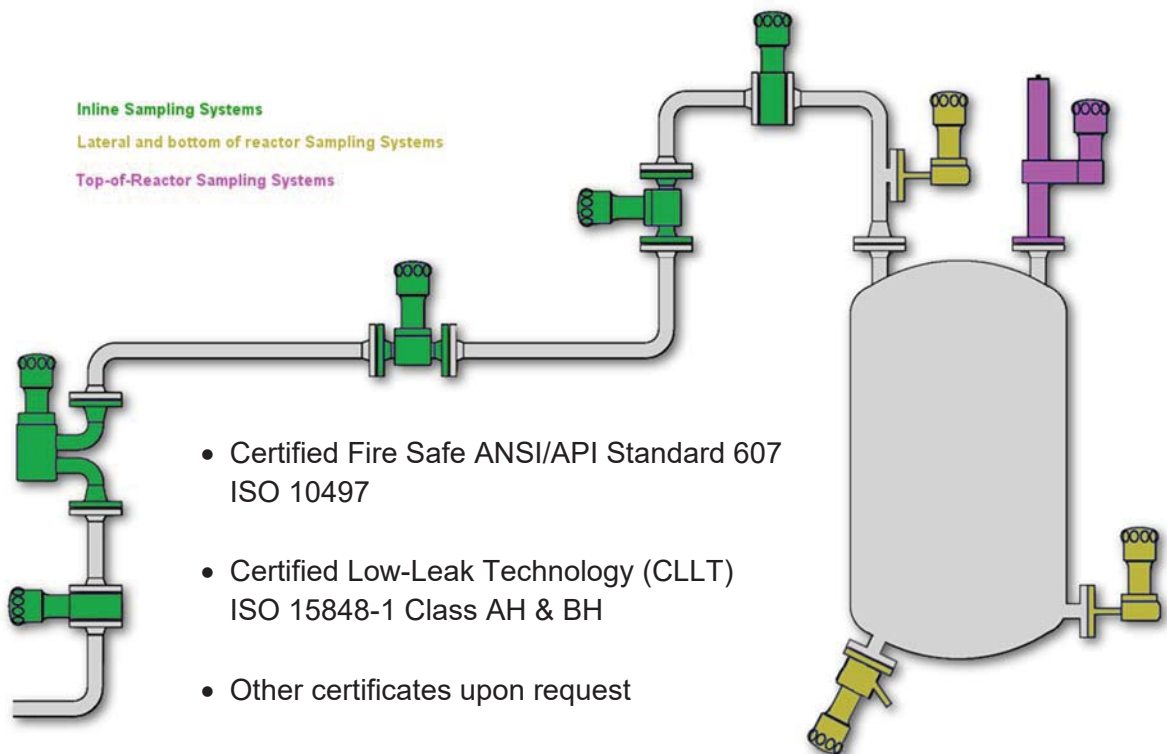 Inline Sampling Systems
Lateral and bottom of reactor Sampling Systems
Top-of-Reactor Sampling Systems
• Certified Fire Safe ANSI/API Standard 607
ISO 10497
• Certified Low-Leak Technology (CLLT)
ISO 15848-1 Class AH & BH
• Other certificates upon request